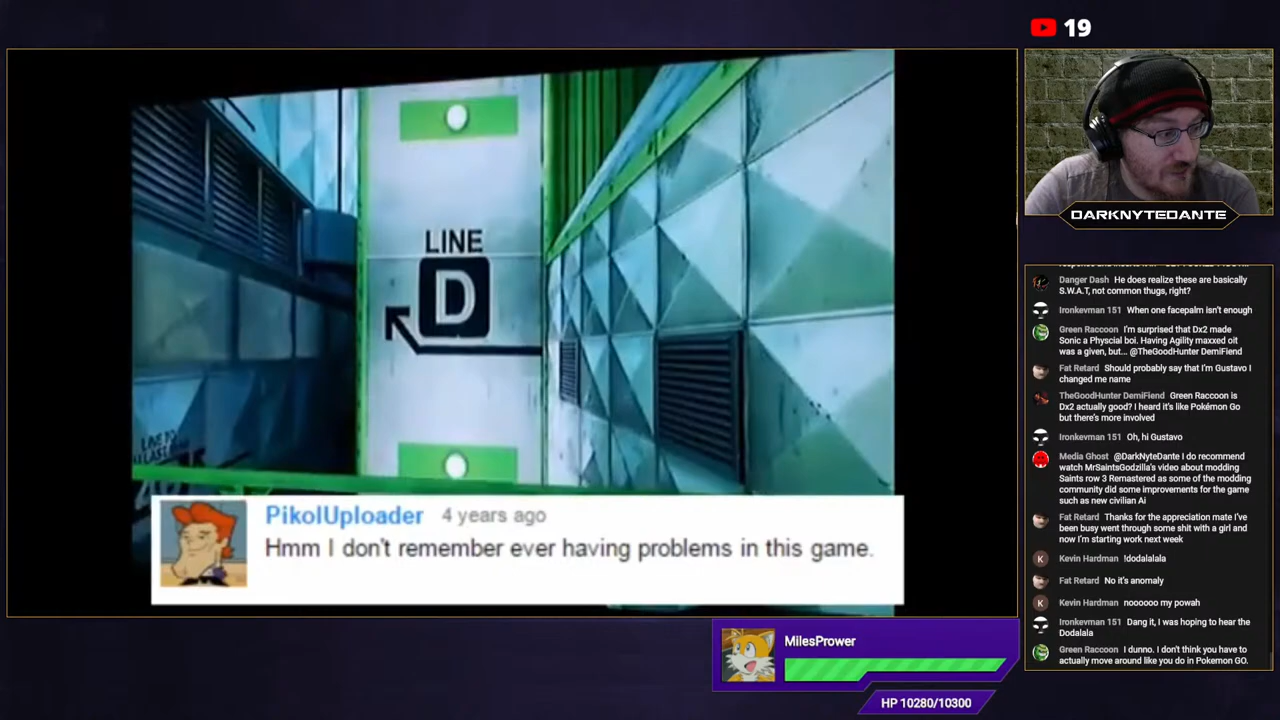 19
LINE
D
PikolUploader 4 years ago
Hmm I don't remember ever having problems in this game.
DARKNYTEDANTE
Danger Dash He does realize these are basically
S.W.A.T, not common thugs, right?
Ironkevman 151 When one facepalm isn't enough
Green Raccoon I'm surprised that Dx2 made
Sonic a Physcial boi. Having Agility maxxed oit
was a given, but... @TheGoodHunter DemiFiend
Fat Retard Should probably say that I'm Gustavo I
changed me name
TheGoodHunter DemiFiend Green Raccoon is
Dx2 actually good? I heard it's like Pokémon Go
but there's more involved
Ironkevman 151 Oh, hi Gustavo
Media Ghost @DarkNyteDante I do recommend
watch MrSaintsGodzilla's video about modding
Saints row 3 Remastered as some of the modding
community did some improvements for the game
such as new civilian Ai
Fat Retard Thanks for the appreciation mate I've
been busy went through some shit with a girl and
now I'm starting work next week
K Kevin Hardman !dodalalala
Fat Retard No it's anomaly
K Kevin Hardman noooooo my powah
Ironkevman 151 Dang it, I was hoping to hear the
Dodalala
Green Raccoon I dunno. I don't think you have to
actually move around like you do in Pokemon GO.
MilesPrower
HP 10280/10300